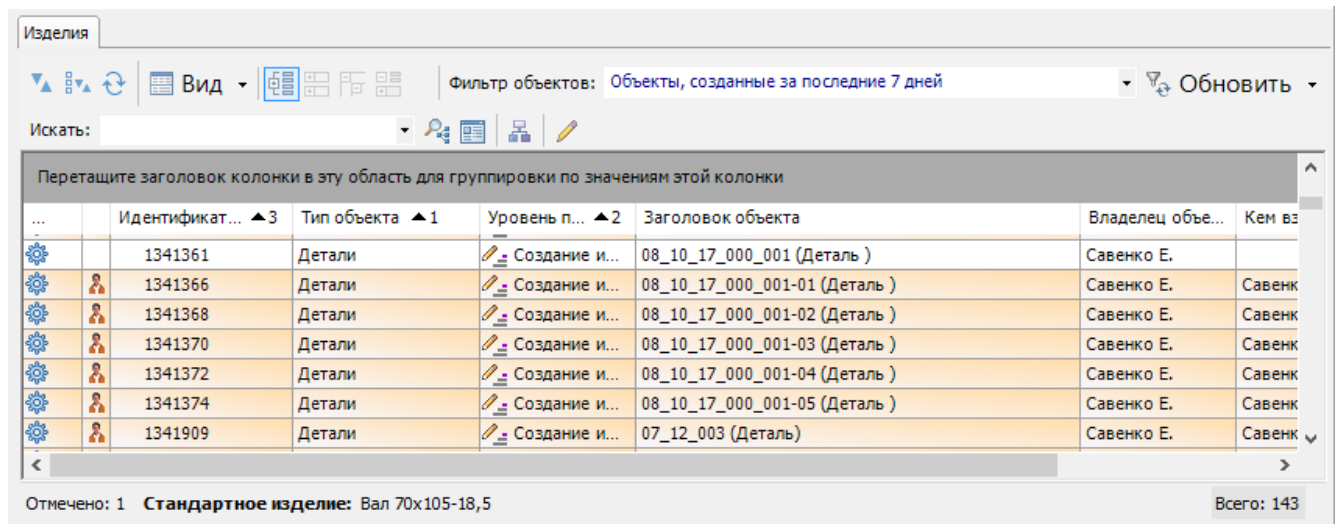 Изделия
Вид Фильтр объектов: Объекты, созданные за последние 7 дней Обновить
Искать:
Перетащите заголовок колонки в эту область для группировки по значениям этой колонки
... Идентификат... ▲3 Тип объекта ▲1 Уровень п... ▲2 Заголовок объекта Владелец объе... Кем вз
1341361 Детали Создание и... 08_10_17_000_001 (Деталь ) Савенко Е.
1341366 Детали Создание и... 08_10_17_000_001-01 (Деталь ) Савенко Е. Савенк
1341368 Детали Создание и... 08_10_17_000_001-02 (Деталь ) Савенко Е. Савенк
1341370 Детали Создание и... 08_10_17_000_001-03 (Деталь ) Савенко Е. Савенк
1341372 Детали Создание и... 08_10_17_000_001-04 (Деталь ) Савенко Е. Савенк
1341374 Детали Создание и... 08_10_17_000_001-05 (Деталь ) Савенко Е. Савенк
1341909 Детали Создание и... 07_12_003 (Деталь) Савенко Е. Савенк
Отмечено: 1 Стандартное изделие: Вал 70x105-18,5 Всего: 143